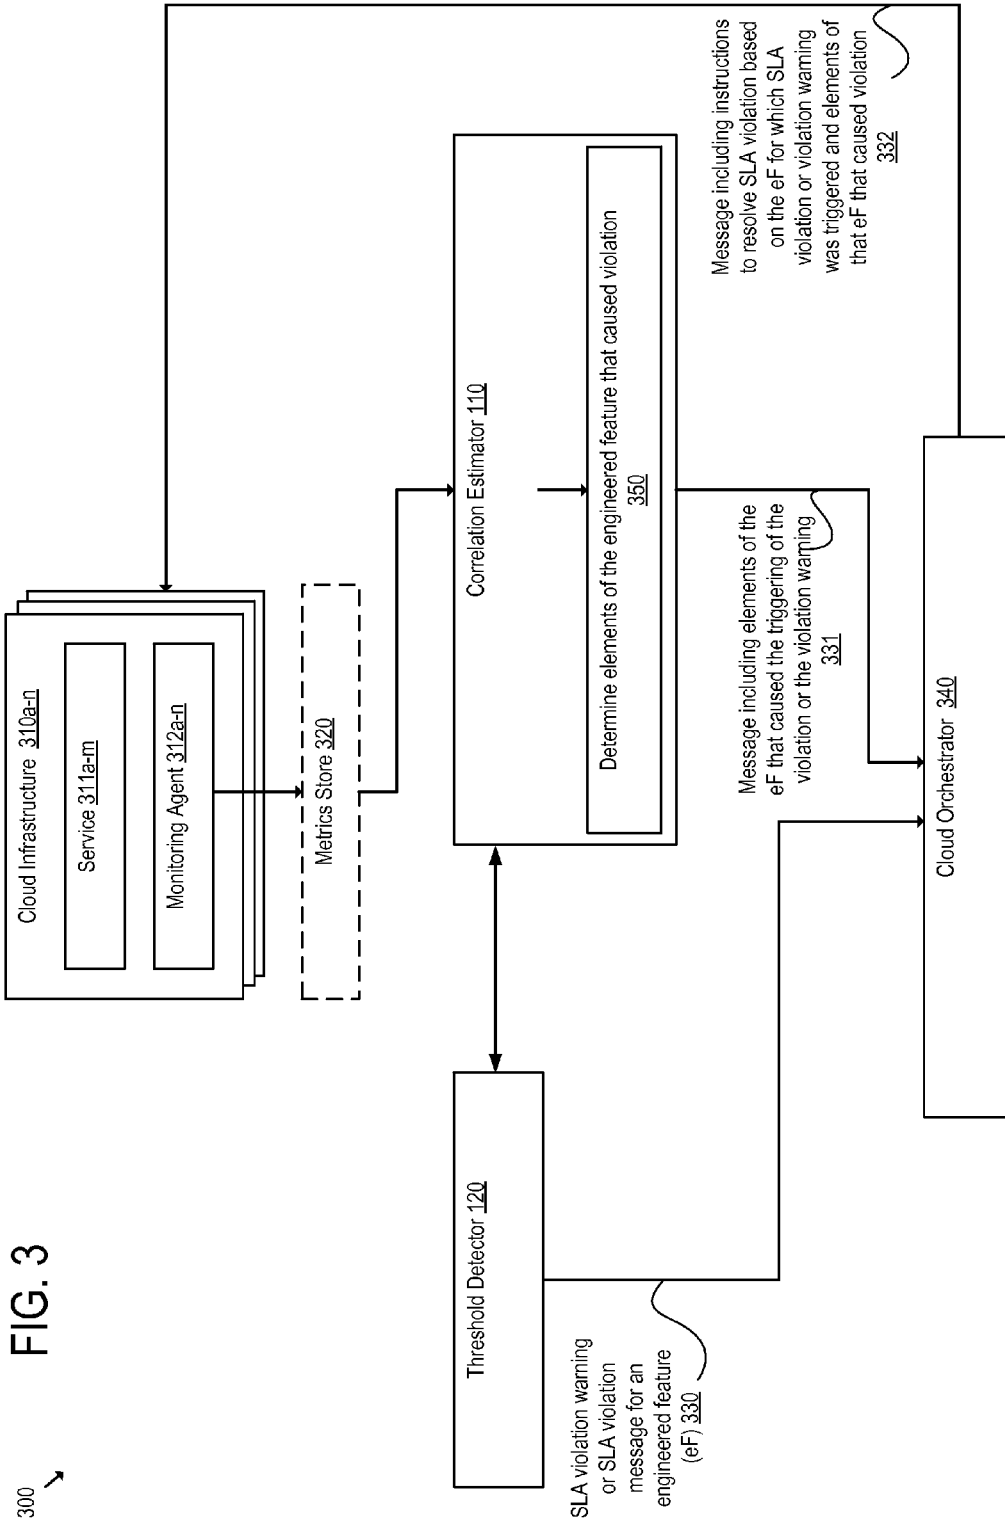 300
FIG. 3
Cloud Infrastructure 310a-n
Service 311a-m
Monitoring Agent 312a-n
Metrics Store 320
Threshold Detector 120
Correlation Estimator 110
Determine elements of the engineered feature that caused violation
350
SLA violation warning
or SLA violation
message for an
engineered feature
(eF) 330
Message including elements of the
eF that caused the triggering of the
violation or the violation warning
331
Message including instructions
to resolve SLA violation based
on the eF for which SLA
violation or violation warning
was triggered and elements of
that eF that caused violation
332
Cloud Orchestrator 340